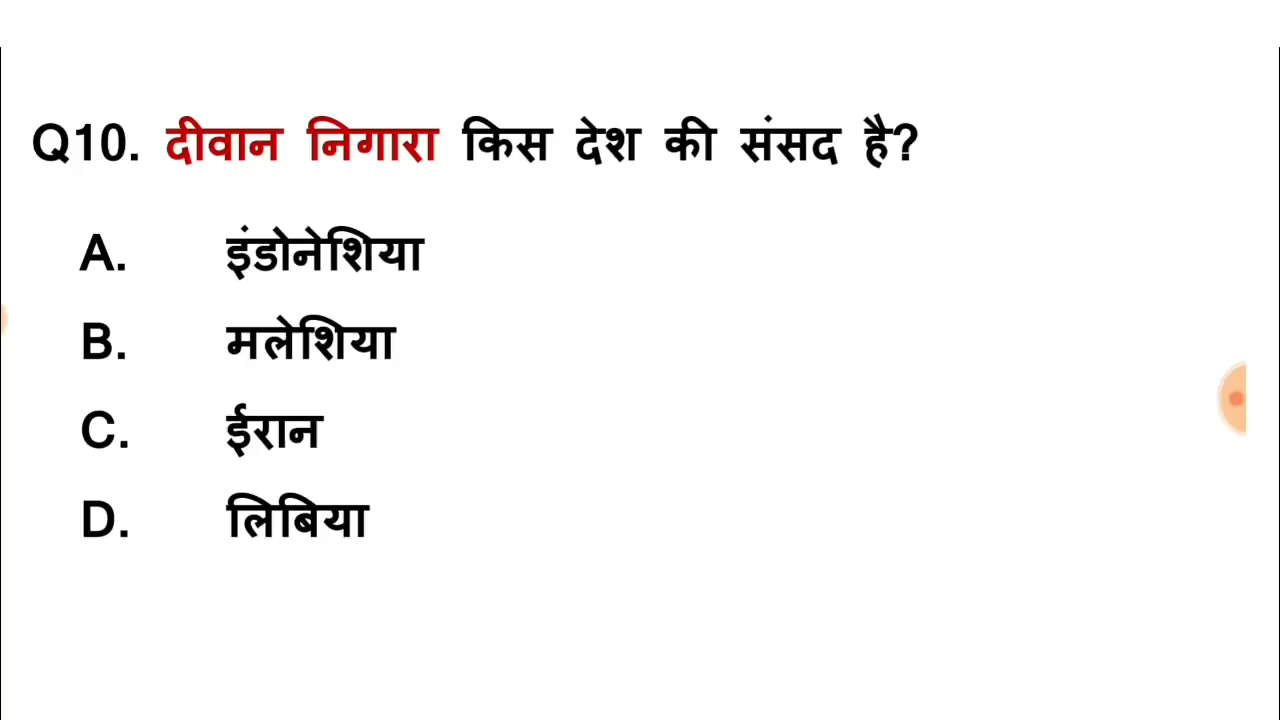 Q10. दीवान निगारा किस देश की संसद है?
A. इंडोनेशिया
B. मलेशिया
C. ईरान
D. लिबिया